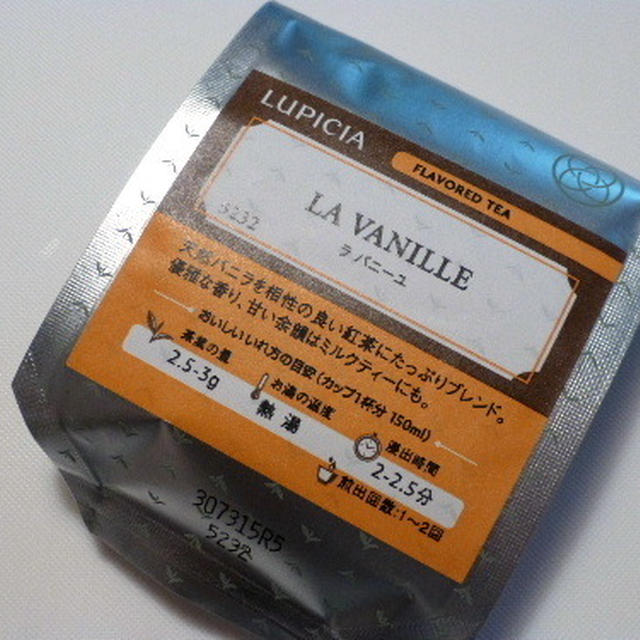 LUPICIA
FLAVORED TEA
LA VANILLE
5232
ラ バニーユ
天然バニラを相性の良い紅茶にたっぷりブレンド。
優雅な香り、甘い余韻はミルクティーにも。
おいしいいれ方の目安(カップ1杯分 150ml)
茶葉の量
2.5-3g
お湯の温度
熱湯
浸出時間
2-2.5分
煎出回数:1〜2回
307315R5
5232